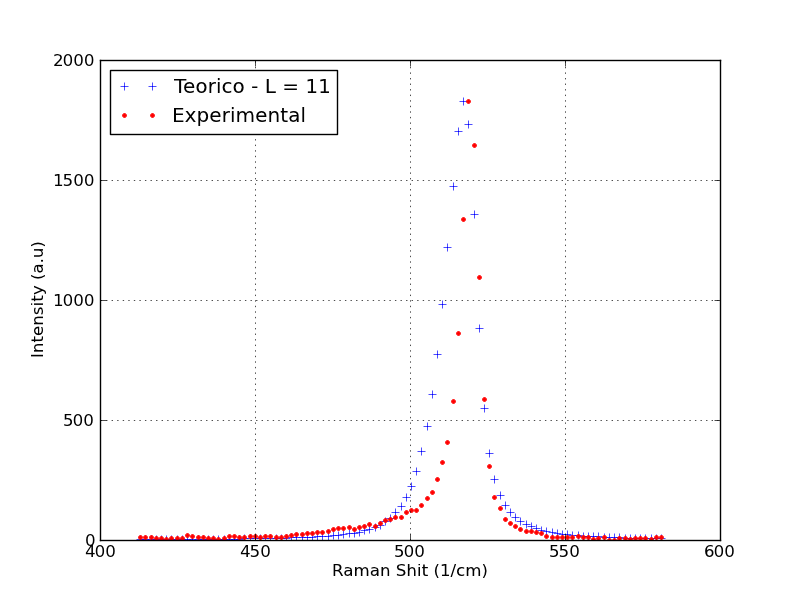 2000
1500
1000
500
0
400
450
500
550
600
Intensity (a.u)
Raman Shit (1/cm)
Teorico - L = 11
Experimental